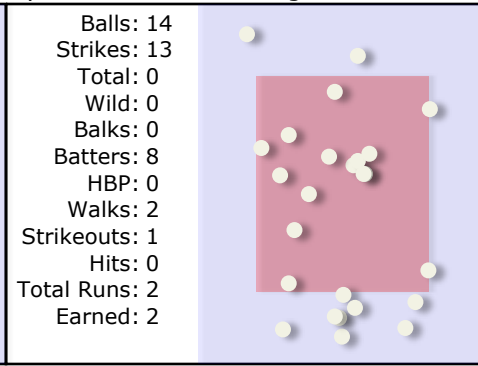 Balls: 14
Strikes: 13
Total: 0
Wild: 0
Balks: 0
Batters: 8
HBP: 0
Walks: 2
Strikeouts: 1
Hits: 0
Total Runs: 2
Earned: 2